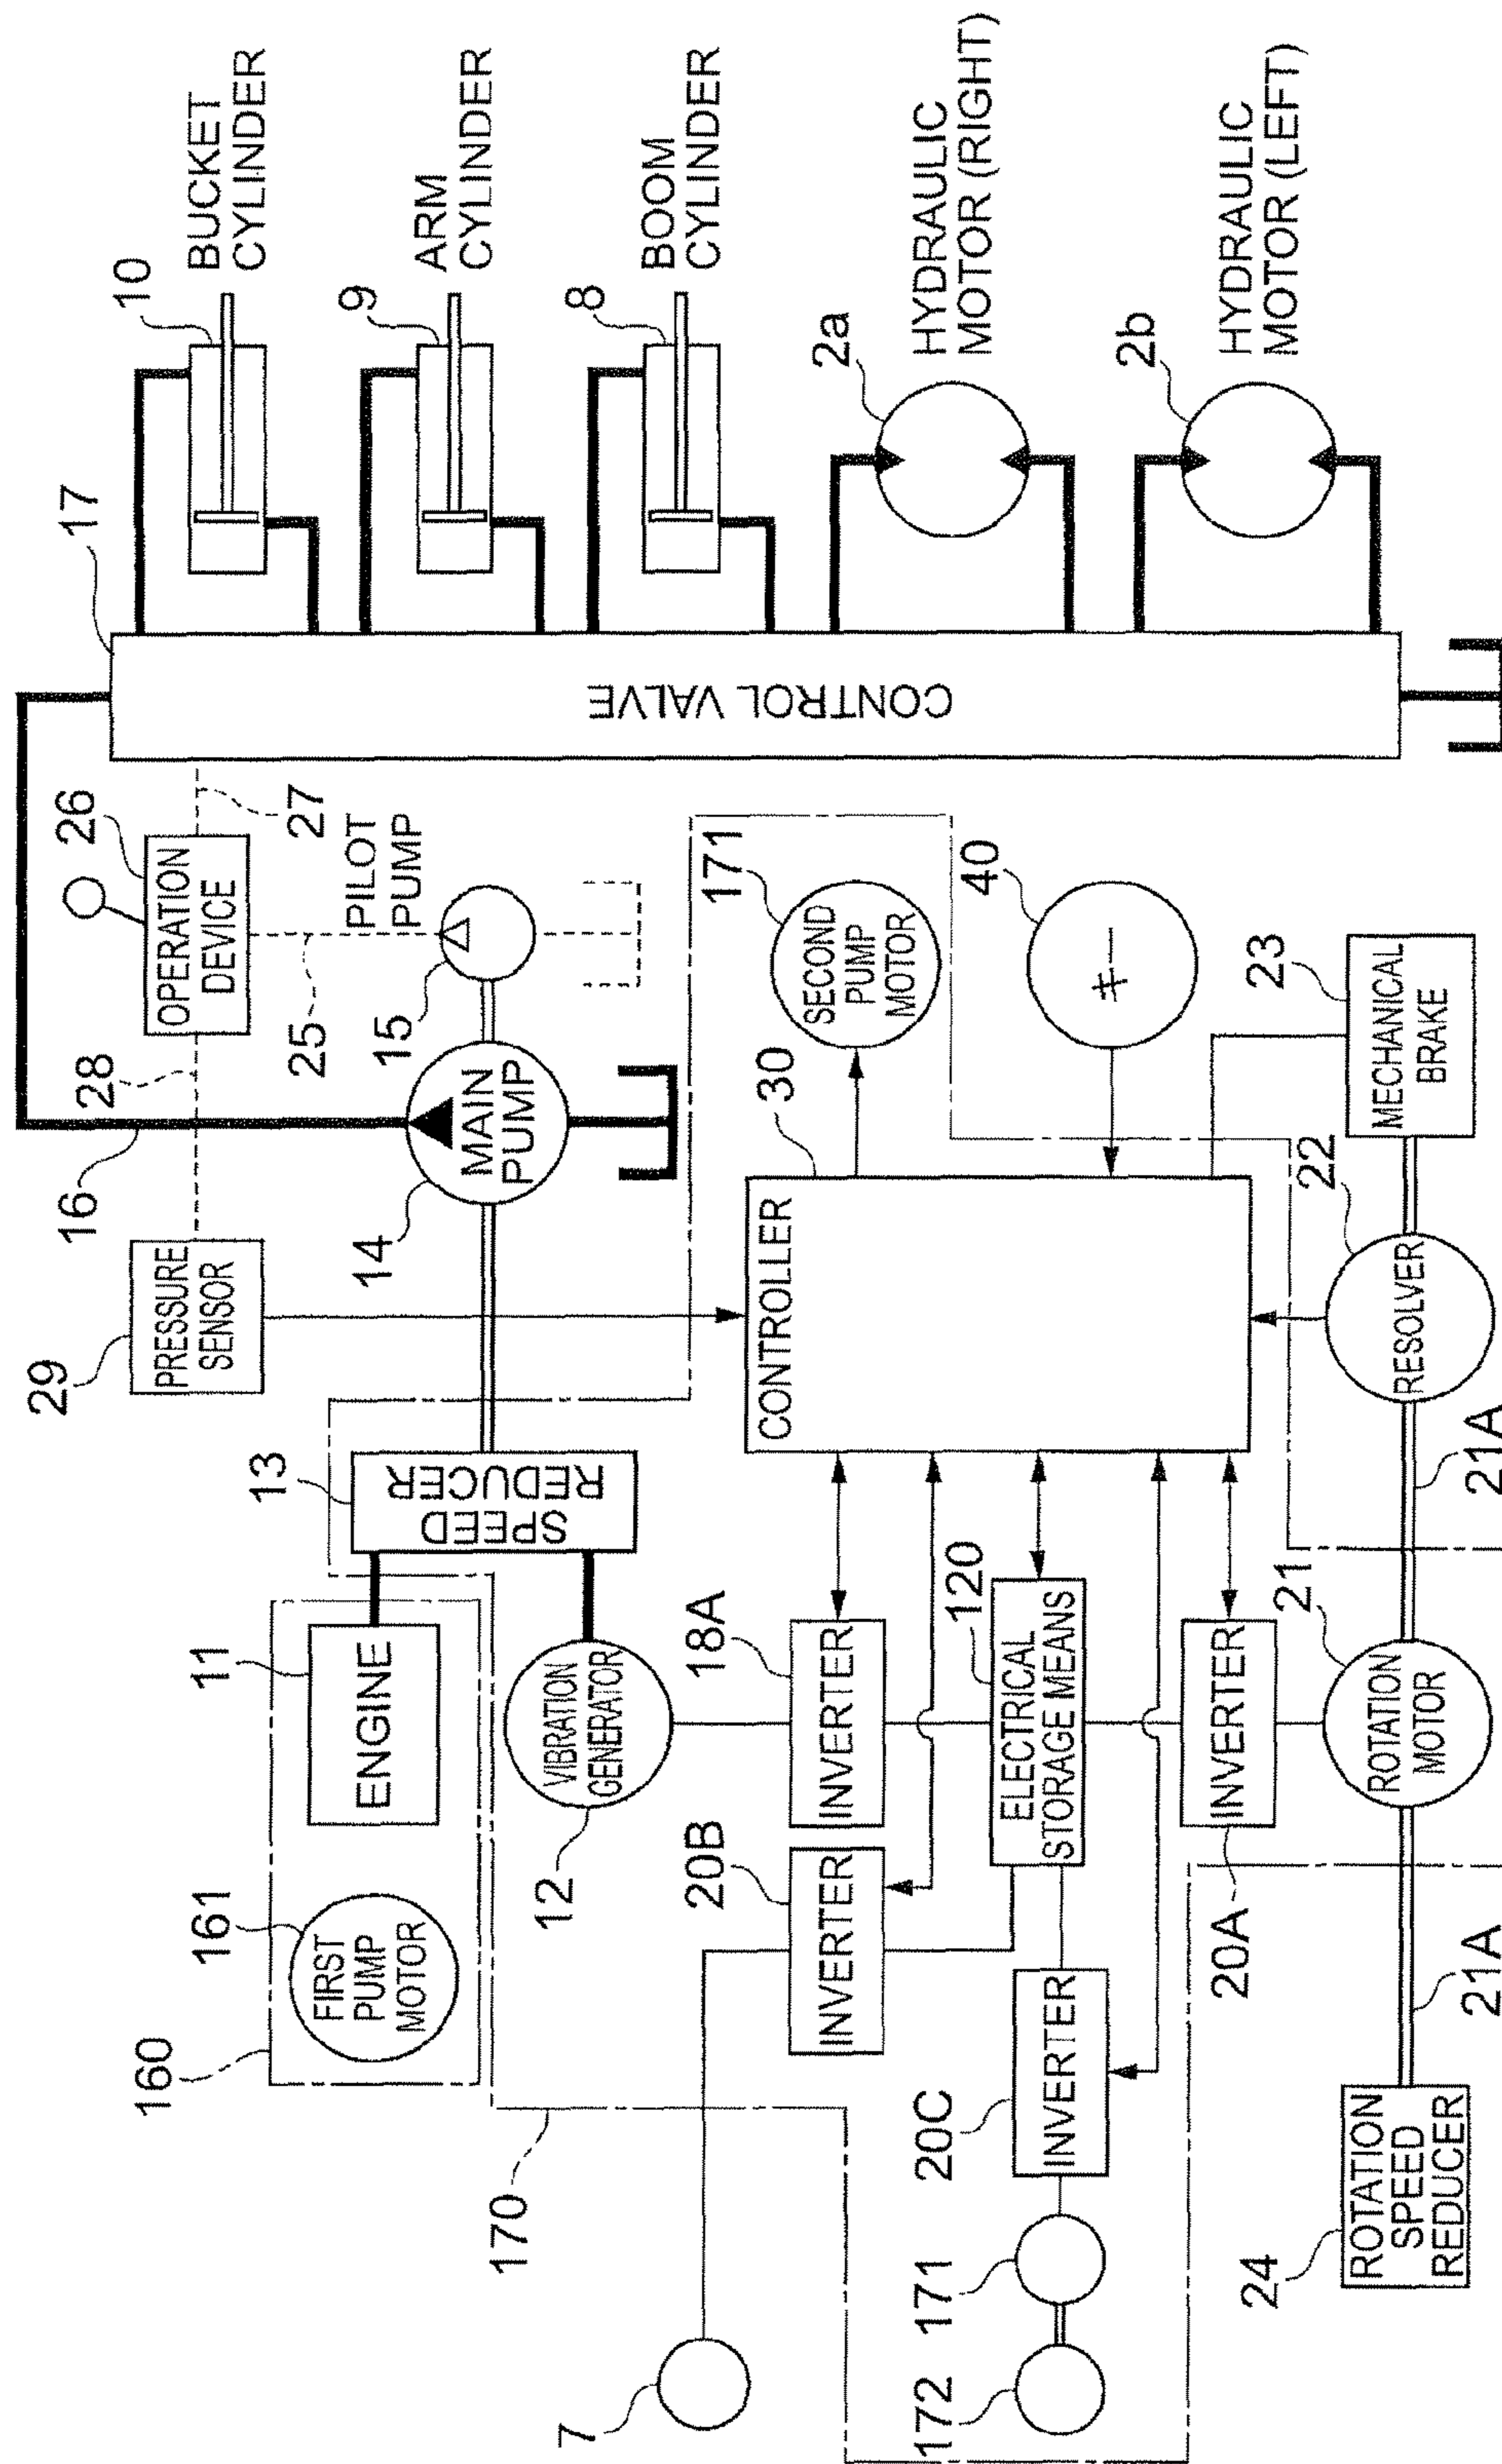 BUCKET
CYLINDER
10
ARM
CYLINDER
9
BOOM
CYLINDER
8
HYDRAULIC
MOTOR (RIGHT)
2a
HYDRAULIC
MOTOR (LEFT)
2b
17
CONTROL VALVE
26
OPERATION
DEVICE
27
25
28
PILOT
PUMP
15
16
MAIN
PUMP
14
29
PRESSURE
SENSOR
13
SPEED
REDUCER
171
SECOND
PUMP
MOTOR
40
キー
30
CONTROLLER
23
MECHANICAL
BRAKE
22
RESOLVER
21A
11
ENGINE
161
FIRST
PUMP
MOTOR
160
VIBRATION
GENERATOR
12
18A
INVERTER
20B
INVERTER
120
ELECTRICAL
STORAGE MEANS
INVERTER
20A
21
ROTATION
MOTOR
21A
170
20C
INVERTER
7
171
172
24
ROTATION
SPEED
REDUCER